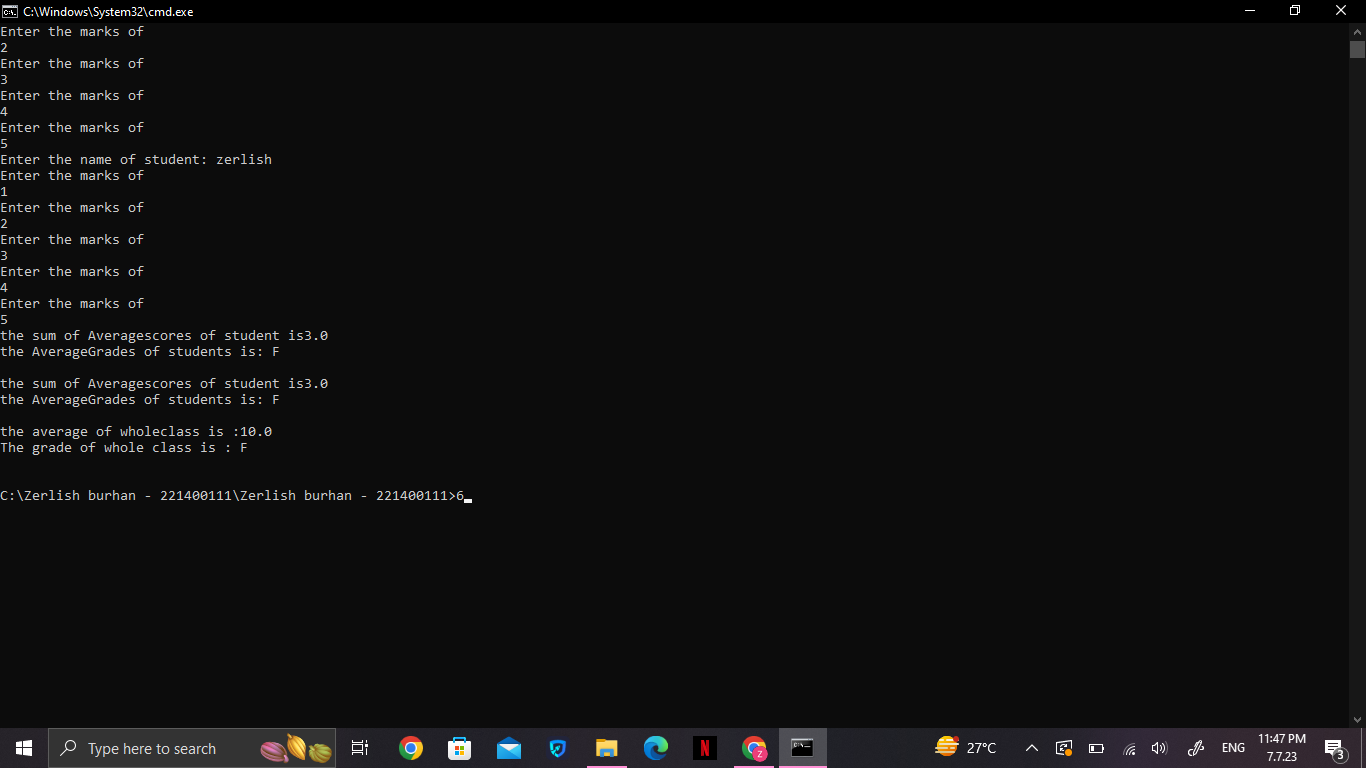 C:\Windows\System32\cmd.exe
Enter the marks of
2
Enter the marks of
3
Enter the marks of
4
Enter the marks of
5
Enter the name of student: zerlish
Enter the marks of
1
Enter the marks of
2
Enter the marks of
3
Enter the marks of
4
Enter the marks of
5
the sum of Averagescores of student is3.0
the AverageGrades of students is: F
the sum of Averagescores of student is3.0
the AverageGrades of students is: F
the average of wholeclass is :10.0
The grade of whole class is : F
C:\Zerlish burhan - 221400111\Zerlish burhan - 221400111>6
Type here to search
N
Z
C:\.
27°C
ENG
11:47 PM
7.7.23
3